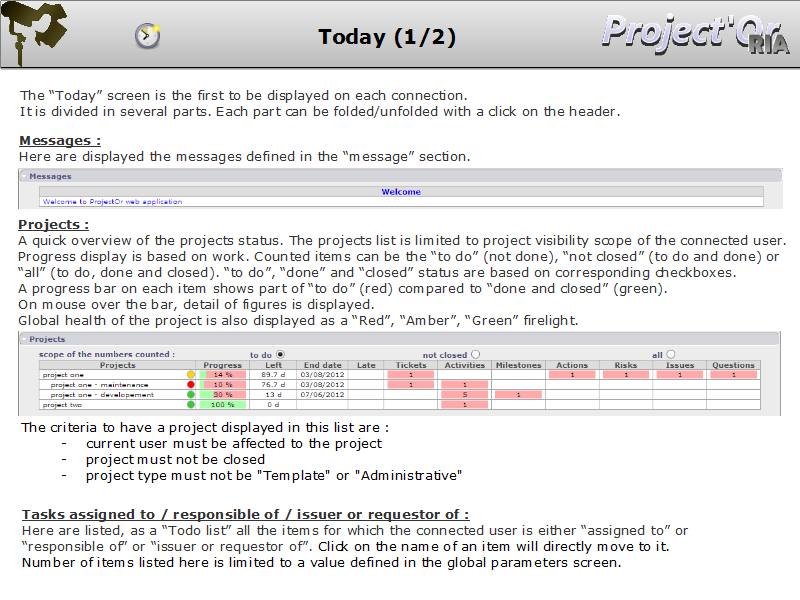 Today (1/2)
Project'Or
RIA
The “Today” screen is the first to be displayed on each connection.
It is divided in several parts. Each part can be folded/unfolded with a click on the header.
Messages :
Here are displayed the messages defined in the “message” section.
Messages
Welcome
Welcome to ProjectOr web application
Projects :
A quick overview of the projects status. The projects list is limited to project visibility scope of the connected user.
Progress display is based on work. Counted items can be the “to do” (not done), “not closed” (to do and done) or
“all” (to do, done and closed). “to do”, “done” and “closed” status are based on corresponding checkboxes.
A progress bar on each item shows part of “to do” (red) compared to “done and closed” (green).
On mouse over the bar, detail of figures is displayed.
Global health of the project is also displayed as a “Red”, “Amber”, “Green” firelight.
Projects
scope of the numbers counted : to do not closed all
Projects Progress Left End date Late Tickets Activities Milestones Actions Risks Issues Questions
project one 14 % 89.7 d 03/08/2012 1 1 1 1 1
project one - maintenance 10 % 76.7 d 03/08/2012 1 1
project one - developement 30 % 13 d 07/06/2012 5 1
project two 100 % 0 d 1
The criteria to have a project displayed in this list are :
- current user must be affected to the project
- project must not be closed
- project type must not be "Template" or "Administrative"
Tasks assigned to / responsible of / issuer or requestor of :
Here are listed, as a “Todo list” all the items for which the connected user is either “assigned to” or
“responsible of” or “issuer or requestor of”. Click on the name of an item will directly move to it.
Number of items listed here is limited to a value defined in the global parameters screen.